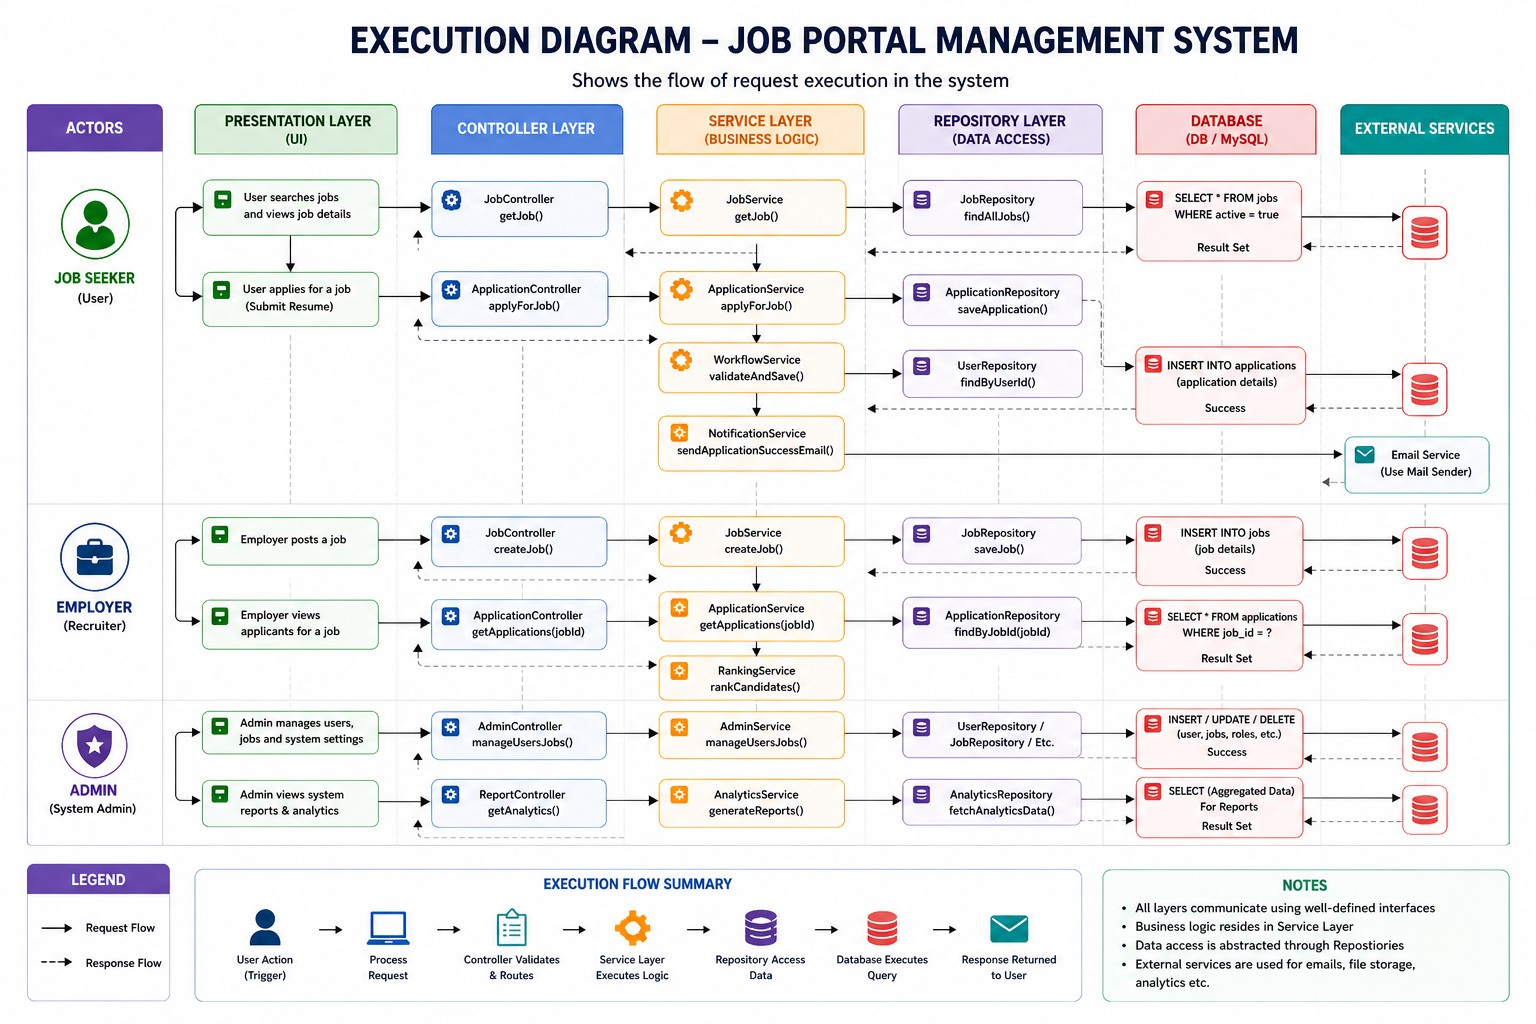 EXECUTION DIAGRAM – JOB PORTAL MANAGEMENT SYSTEM
Shows the flow of request execution in the system
ACTORS
PRESENTATION LAYER
(UI)
CONTROLLER LAYER
SERVICE LAYER
(BUSINESS LOGIC)
REPOSITORY LAYER
(DATA ACCESS)
DATABASE
(DB / MySQL)
EXTERNAL SERVICES
JOB SEEKER
(User)
User searches jobs
and views job details
JobController
getJob()
JobService
getJob()
JobRepository
findAllJobs()
SELECT * FROM jobs
WHERE active = true
Result Set
User applies for a job
(Submit Resume)
ApplicationController
applyForJob()
ApplicationService
applyForJob()
ApplicationRepository
saveApplication()
WorkflowService
validateAndSave()
UserRepository
findByUserId()
INSERT INTO applications
(application details)
Success
NotificationService
sendApplicationSuccessEmail()
Email Service
(Use Mail Sender)
EMPLOYER
(Recruiter)
Employer posts a job
JobController
createJob()
JobService
createJob()
JobRepository
saveJob()
INSERT INTO jobs
(job details)
Success
Employer views
applicants for a job
ApplicationController
getApplications(jobId)
ApplicationService
getApplications(jobId)
ApplicationRepository
findByJobId(jobId)
SELECT * FROM applications
WHERE job_id = ?
Result Set
RankingService
rankCandidates()
ADMIN
(System Admin)
Admin manages users,
jobs and system settings
AdminController
manageUsersJobs()
AdminService
manageUsersJobs()
UserRepository /
JobRepository / Etc.
INSERT / UPDATE / DELETE
(user, jobs, roles, etc.)
Success
Admin views system
reports & analytics
ReportController
getAnalytics()
AnalyticsService
generateReports()
AnalyticsRepository
fetchAnalyticsData()
SELECT (Aggregated Data)
For Reports
Result Set
LEGEND
Request Flow
Response Flow
EXECUTION FLOW SUMMARY
User Action
(Trigger)
Process
Request
Controller Validates
& Routes
Service Layer
Executes Logic
Repository Access
Data
Database Executes
Query
Response Returned
to User
NOTES
• All layers communicate using well-defined interfaces
• Business logic resides in Service Layer
• Data access is abstracted through Repostiories
• External services are used for emails, file storage,
analytics etc.